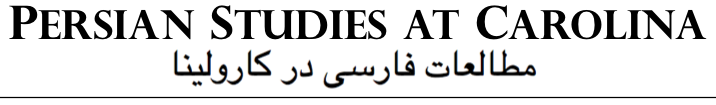 PERSIAN STUDIES AT CAROLINA
مطالعات فارسی در کارولینا